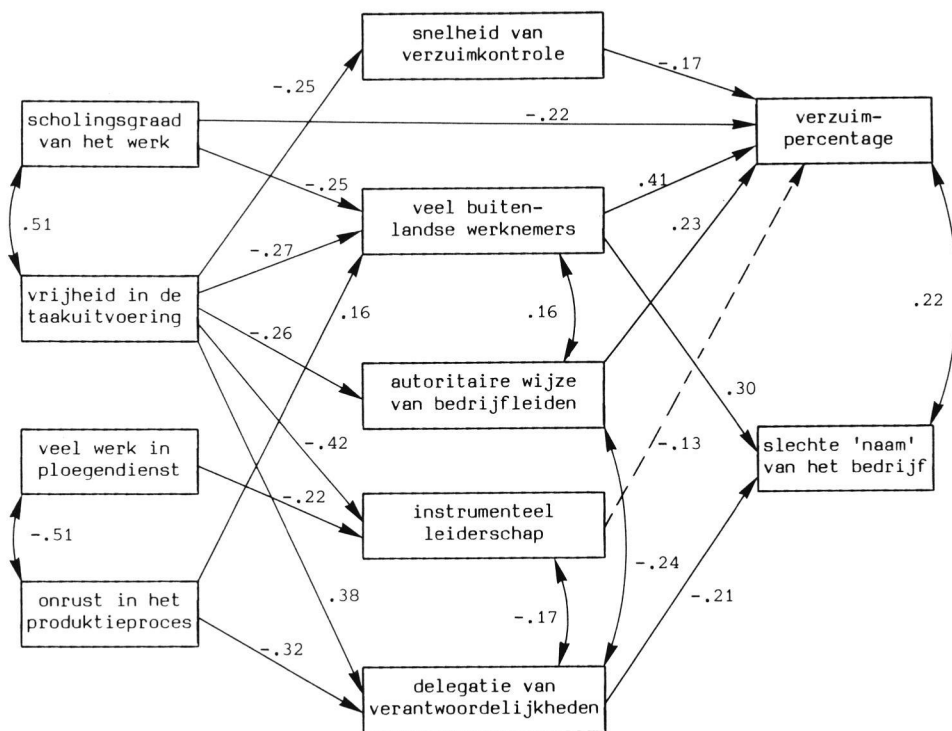 snelheid van
verzuimkontrole
-.17
-.25
scholingsgraad
van het werk
-.22
verzuim-
percentage
-.25
.41
veel buiten-
landse werknemers
.51
-.27
.23
vrijheid in de
taakuitvoering
.16
.16
.22
-.26
autoritaire wijze
van bedrijfleiden
.30
veel werk in
ploegendienst
-.42
-.13
slechte 'naam'
van het bedrijf
-.22
instrumenteel
leiderschap
-.51
-.24
onrust in het
produktieproces
.38
-.21
-.17
-.32
delegatie van
verantwoordelijkheden